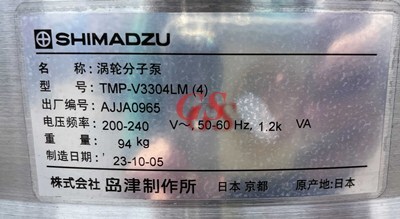 SHIMADZU
名 称: 涡轮分子泵
型 号: TMP-V3304LM (4)
出厂编号: AJJA0965
电压频率: 200-240 V～, 50-60 Hz, 1.2k VA
重 量: 94 kg
制造日期: '23-10-05
株式会社 岛津制作所 日本 京都 原产地:日本
GS